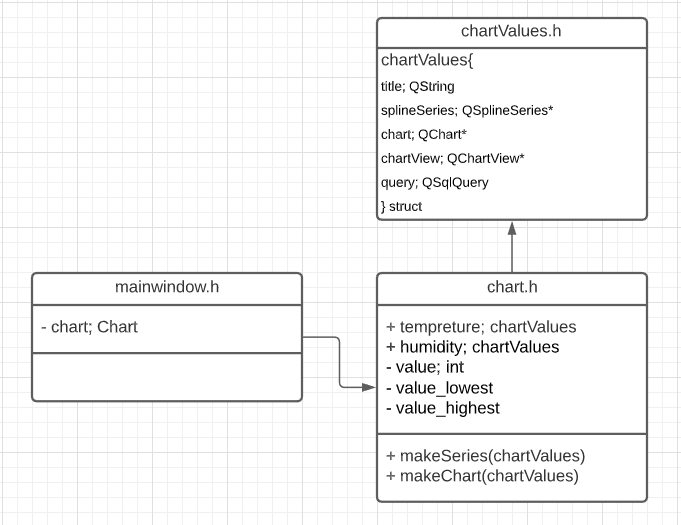 chartValues.h
chartValues{
title; QString
splineSeries; QSplineSeries*
chart; QChart*
chartView; QChartView*
query; QSqlQuery
} struct
mainwindow.h
- chart; Chart
chart.h
+ tempreture; chartValues
+ humidity; chartValues
- value; int
- value_lowest
- value_highest
+ makeSeries(chartValues)
+ makeChart(chartValues)